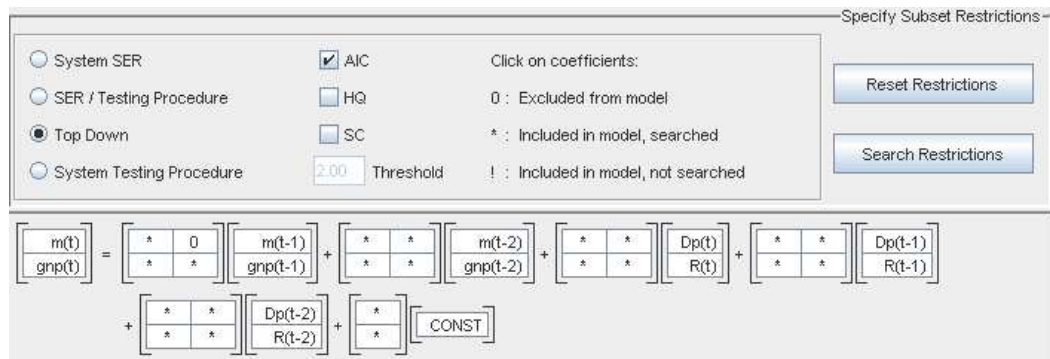 Specify Subset Restrictions
System SER AIC Click on coefficients:
SER / Testing Procedure HQ 0 : Excluded from model
Top Down SC * : Included in model, searched
System Testing Procedure 2.00 Threshold ! : Included in model, not searched
Reset Restrictions
Search Restrictions
m(t) = * 0 m(t-1) + * * m(t-2) + * * Dp(t) + * * Dp(t-1)
gnp(t) * * gnp(t-1) * * gnp(t-2) * * R(t) * * R(t-1)
+ * * Dp(t-2) + * CONST
* * R(t-2) *